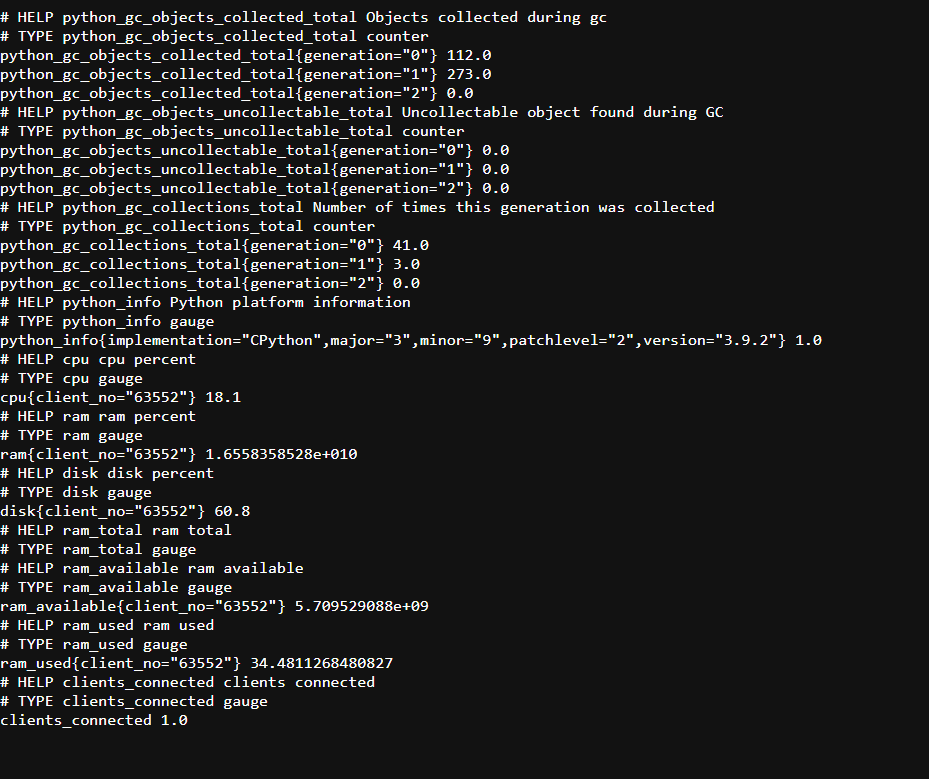 # HELP python_gc_objects_collected_total Objects collected during gc
# TYPE python_gc_objects_collected_total counter
python_gc_objects_collected_total{generation="0"} 112.0
python_gc_objects_collected_total{generation="1"} 273.0
python_gc_objects_collected_total{generation="2"} 0.0
# HELP python_gc_objects_uncollectable_total Uncollectable object found during GC
# TYPE python_gc_objects_uncollectable_total counter
python_gc_objects_uncollectable_total{generation="0"} 0.0
python_gc_objects_uncollectable_total{generation="1"} 0.0
python_gc_objects_uncollectable_total{generation="2"} 0.0
# HELP python_gc_collections_total Number of times this generation was collected
# TYPE python_gc_collections_total counter
python_gc_collections_total{generation="0"} 41.0
python_gc_collections_total{generation="1"} 3.0
python_gc_collections_total{generation="2"} 0.0
# HELP python_info Python platform information
# TYPE python_info gauge
python_info{implementation="CPython",major="3",minor="9",patchlevel="2",version="3.9.2"} 1.0
# HELP cpu cpu percent
# TYPE cpu gauge
cpu{client_no="63552"} 18.1
# HELP ram ram percent
# TYPE ram gauge
ram{client_no="63552"} 1.6558358528e+010
# HELP disk disk percent
# TYPE disk gauge
disk{client_no="63552"} 60.8
# HELP ram_total ram total
# TYPE ram_total gauge
# HELP ram_available ram available
# TYPE ram_available gauge
ram_available{client_no="63552"} 5.709529088e+09
# HELP ram_used ram used
# TYPE ram_used gauge
ram_used{client_no="63552"} 34.4811268480827
# HELP clients_connected clients connected
# TYPE clients_connected gauge
clients_connected 1.0